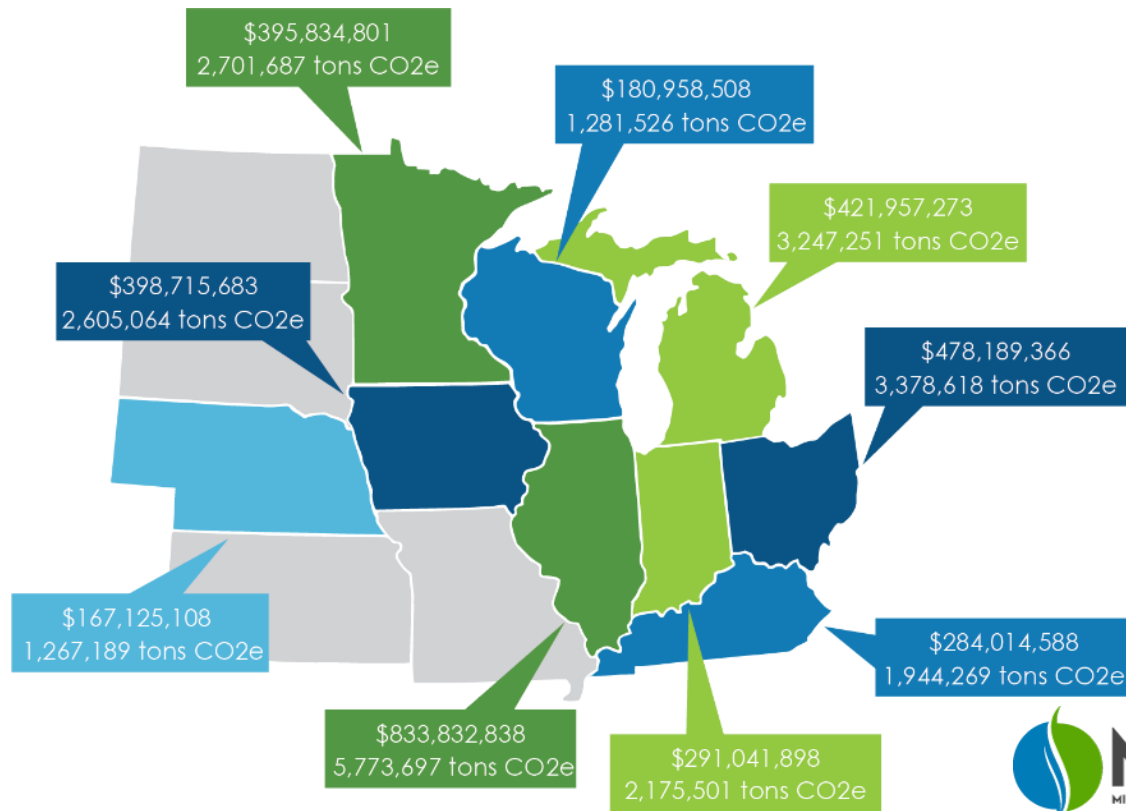 $395,834,801
2,701,687 tons CO2e
$180,958,508
1,281,526 tons CO2e
$421,957,273
3,247,251 tons CO2e
$398,715,683
2,605,064 tons CO2e
$478,189,366
3,378,618 tons CO2e
$167,125,108
1,267,189 tons CO2e
$284,014,588
1,944,269 tons CO2e
$833,832,838
5,773,697 tons CO2e
$291,041,898
2,175,501 tons CO2e